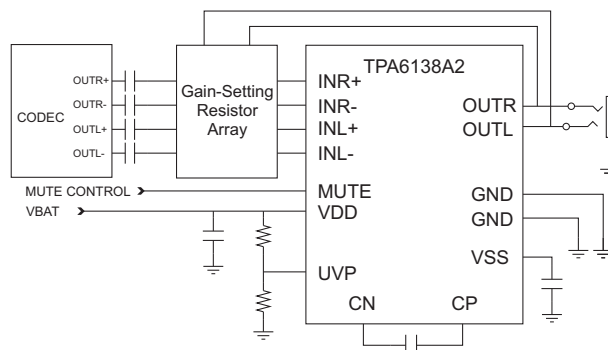 TPA6138A2
CODEC
OUTR+
OUTR-
OUTL+
OUTL-
Gain-Setting
Resistor
Array
INR+
INR-
INL+
INL-
MUTE
VDD
UVP
CN
CP
OUTR
OUTL
GND
GND
VSS
MUTE CONTROL
VBAT